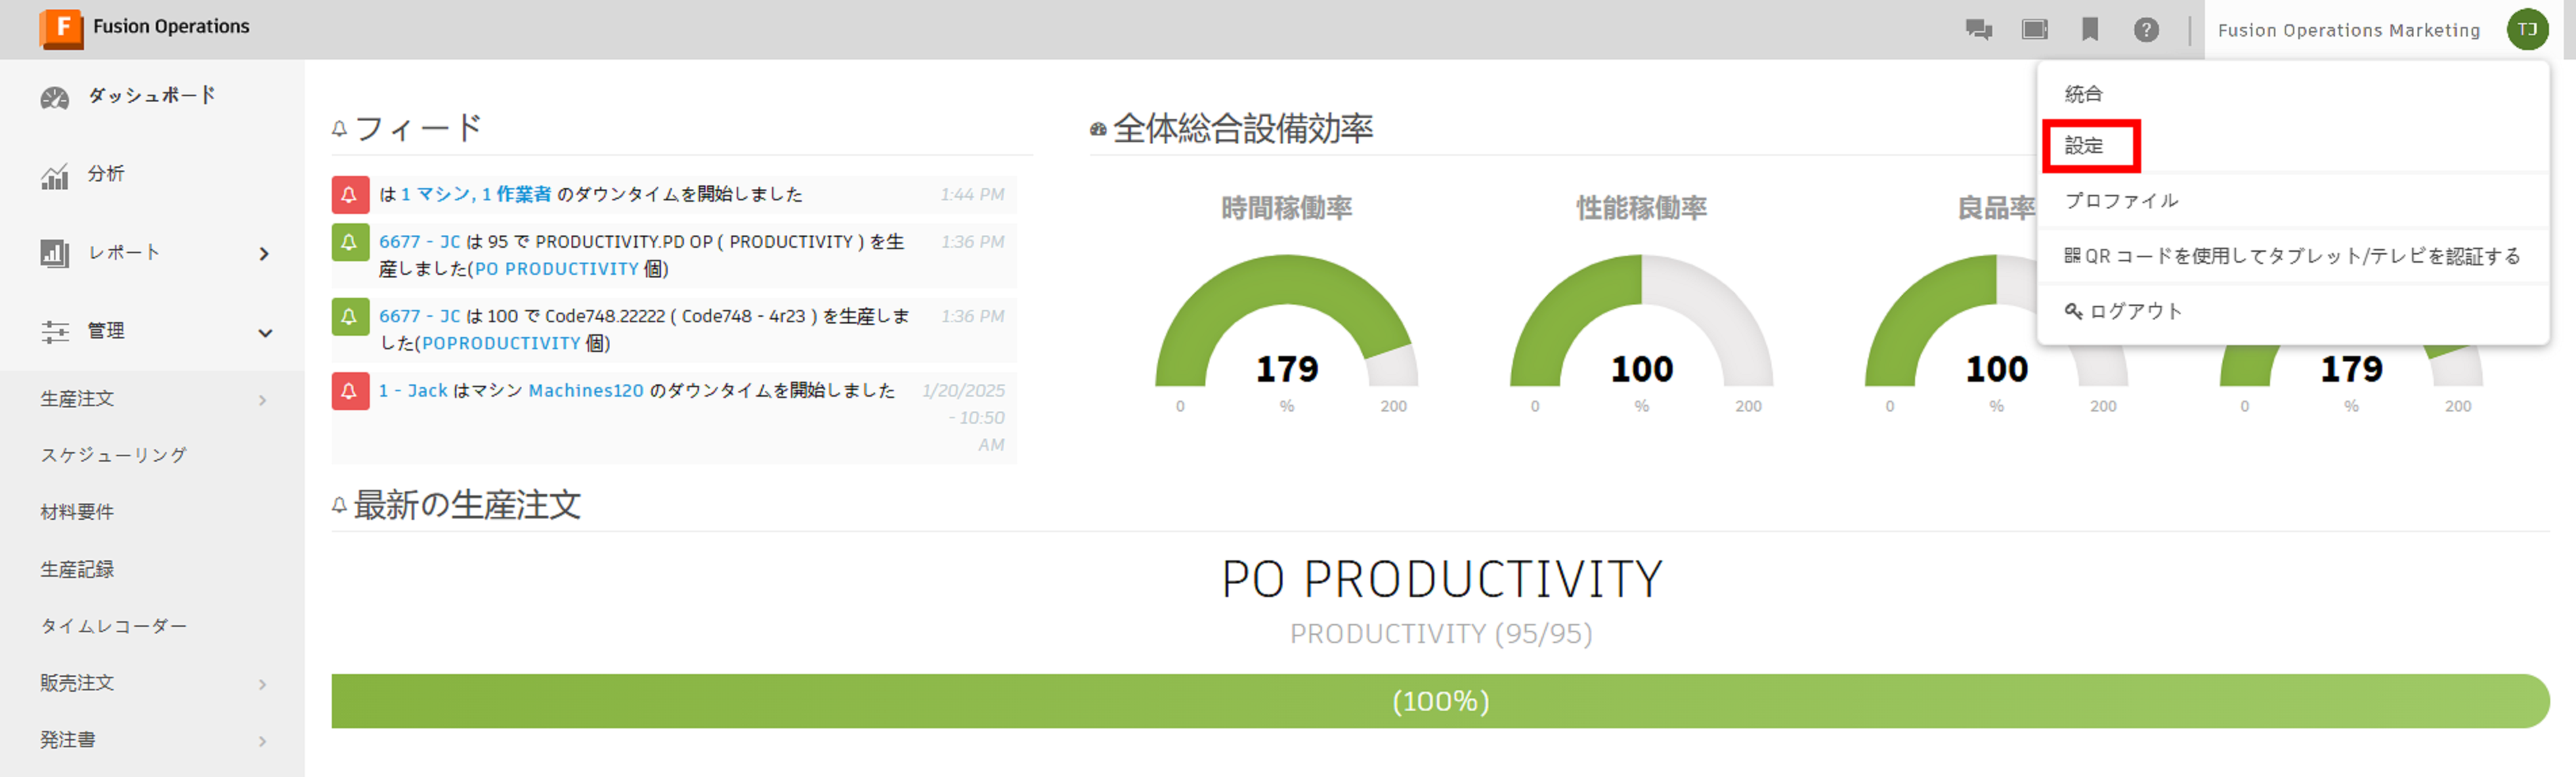 F Fusion Operations
Fusion Operations Marketing TJ
ダッシュボード
分析
レポート
管理
生産注文
スケジューリング
材料要件
生産記録
タイムレコーダー
販売注文
発注書
フィード
は 1 マシン, 1 作業者 のダウンタイムを開始しました 1:44 PM
6677 - JC は 95 で PRODUCTIVITY.PD OP ( PRODUCTIVITY ) を生 1:36 PM
産しました(PO PRODUCTIVITY 個)
6677 - JC は 100 で Code748.22222 ( Code748 - 4r23 ) を生産しま 1:36 PM
した(POPRODUCTIVITY 個)
1 - Jack はマシン Machines120 のダウンタイムを開始しました 1/20/2025
- 10:50
AM
全体総合設備効率
時間稼働率
179
0 % 200
性能稼働率
100
0 % 200
良品率
100
0 % 200
179
0 % 200
統合
設定
プロファイル
QR コードを使用してタブレット/テレビを認証する
ログアウト
最新の生産注文
PO PRODUCTIVITY
PRODUCTIVITY (95/95)
(100%)